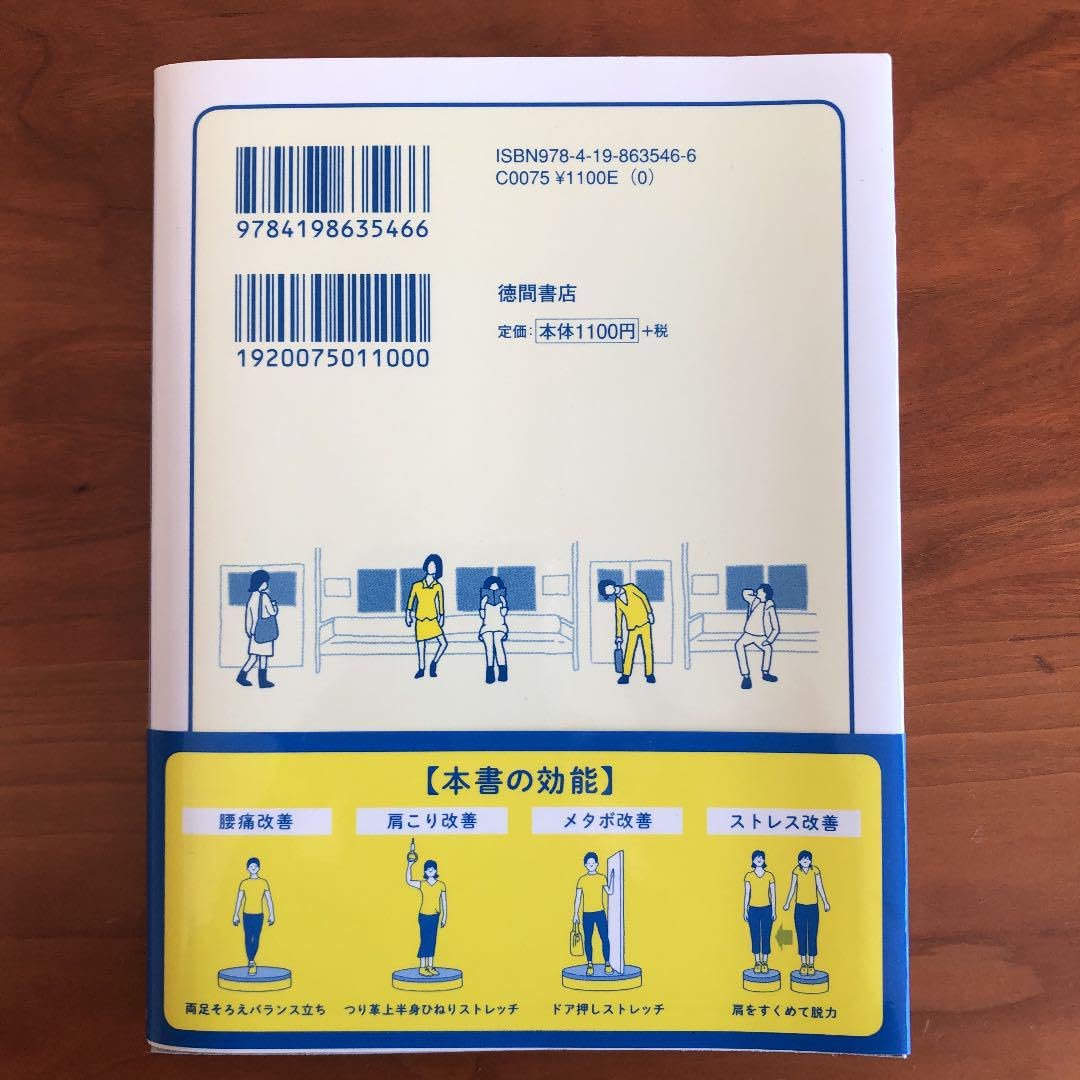 ISBN978-4-19-863546-6
C0075 ¥1100E（0）
9784198635466
徳間書店
定価：本体1100円+税
1920075011000
【本書の効能】
腰痛改善
肩こり改善
メタボ改善
ストレス改善
両足そろえバランス立ち
つり革上半身ひねりストレッチ
ドア押しストレッチ
肩をすくめて脱力